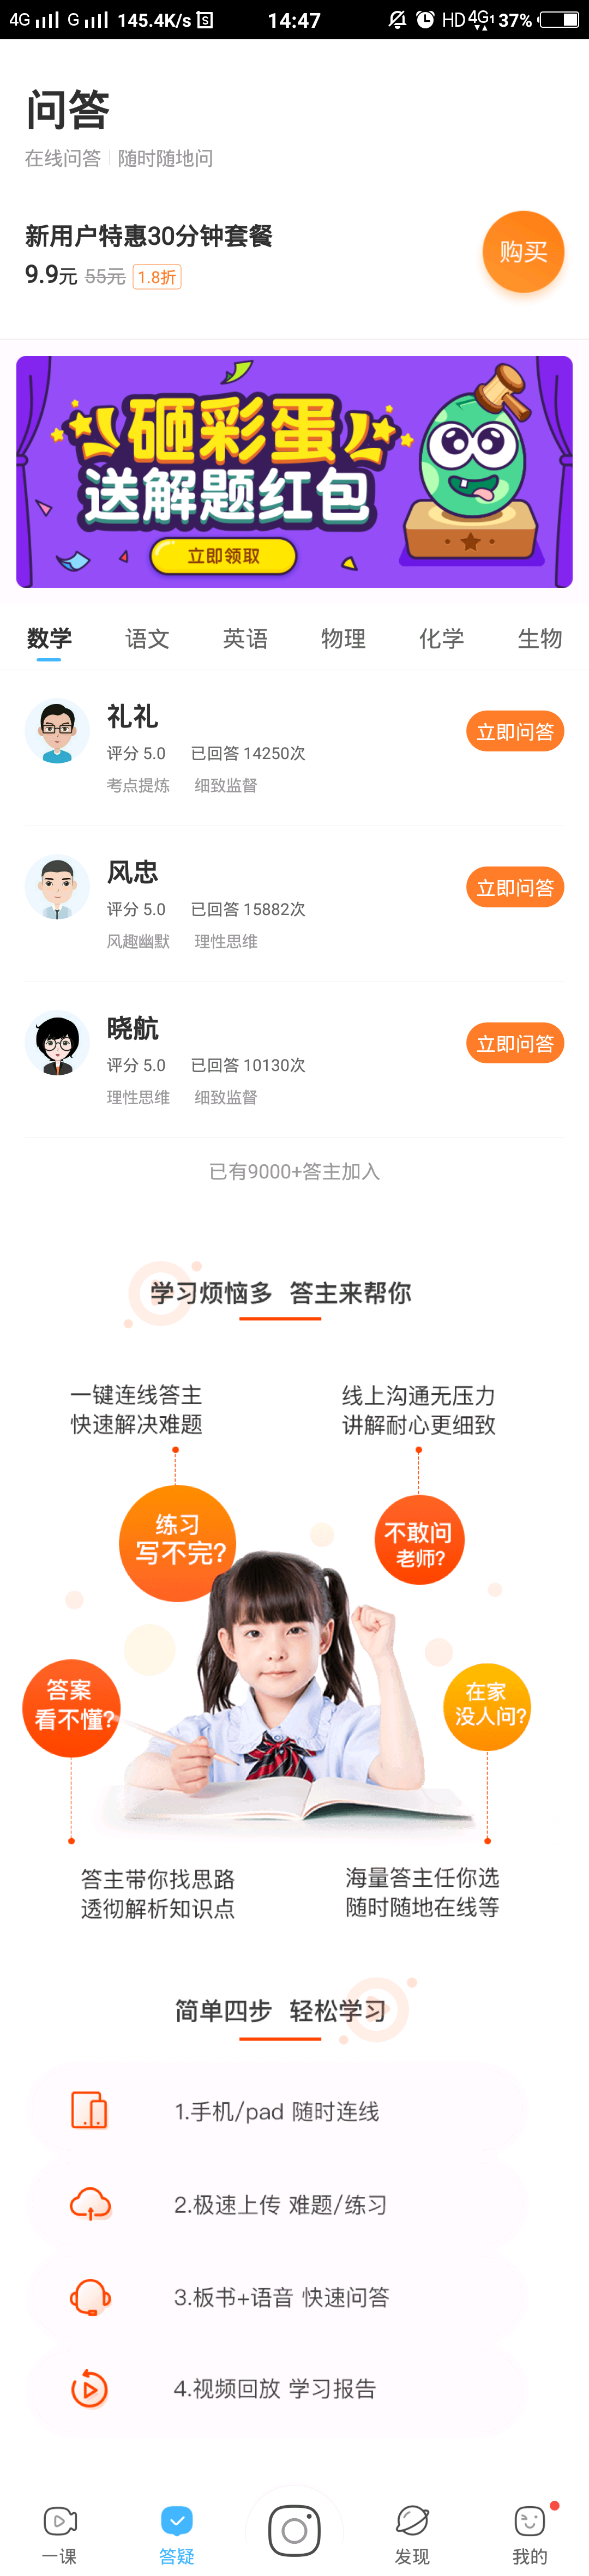 4G G 145.4K/s 14:47 HD 4G1 37%
问答
在线问答 随时随地问
新用户特惠30分钟套餐
9.9元 55元 1.8折
购买
砸彩蛋
送解题红包
立即领取
数学 语文 英语 物理 化学 生物
礼礼
评分 5.0 已回答 14250次
考点提炼 细致监督
立即问答
风忠
评分 5.0 已回答 15882次
风趣幽默 理性思维
立即问答
晓航
评分 5.0 已回答 10130次
理性思维 细致监督
立即问答
已有9000+答主加入
学习烦恼多 答主来帮你
一键连线答主
快速解决难题
线上沟通无压力
讲解耐心更细致
练习
写不完?
不敢问
老师?
答案
看不懂?
在家
没人问?
答主带你找思路
透彻解析知识点
海量答主任你选
随时随地在线等
简单四步 轻松学习
1.手机/pad 随时连线
2.极速上传 难题/练习
3.板书+语音 快速问答
4.视频回放 学习报告
一课 答疑 发现 我的